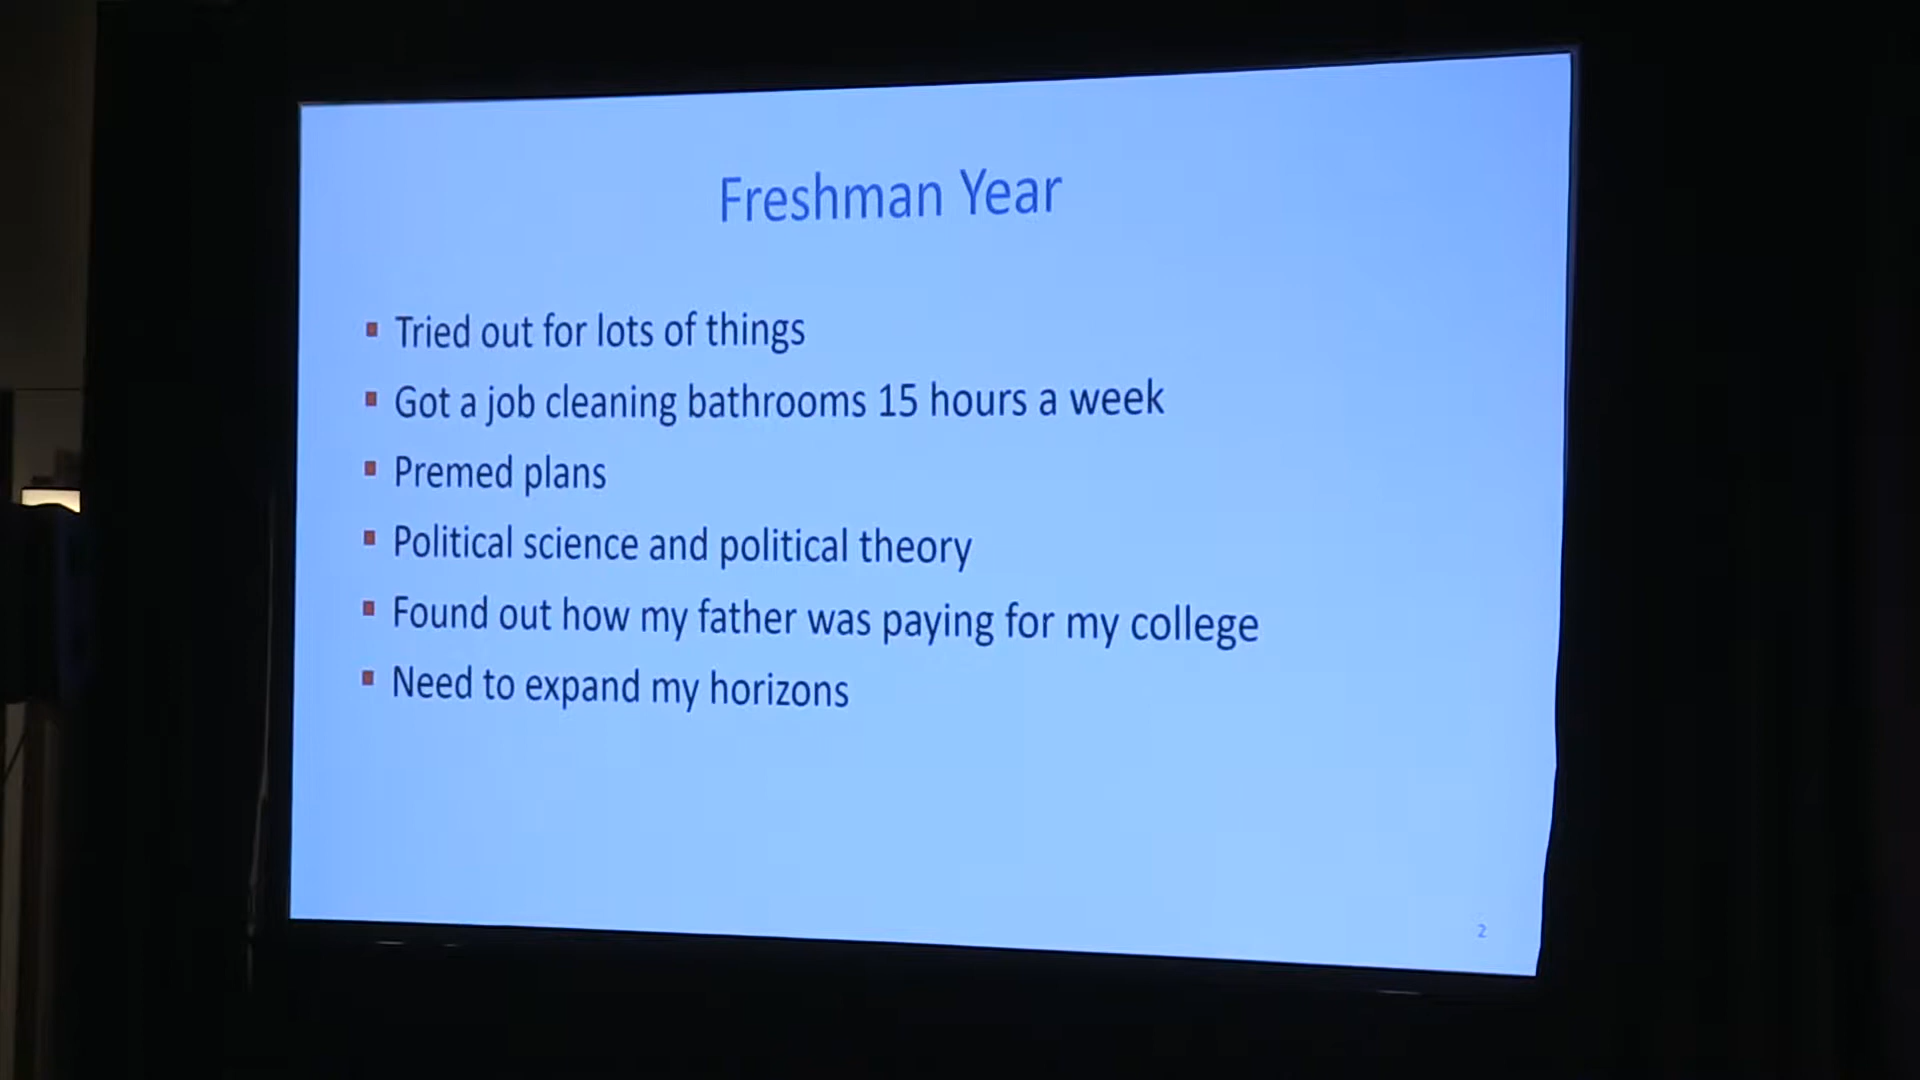 Freshman Year
Tried out for lots of things
Got a job cleaning bathrooms 15 hours a week
Premed plans
Political science and political theory
Found out how my father was paying for my college
Need to expand my horizons
2